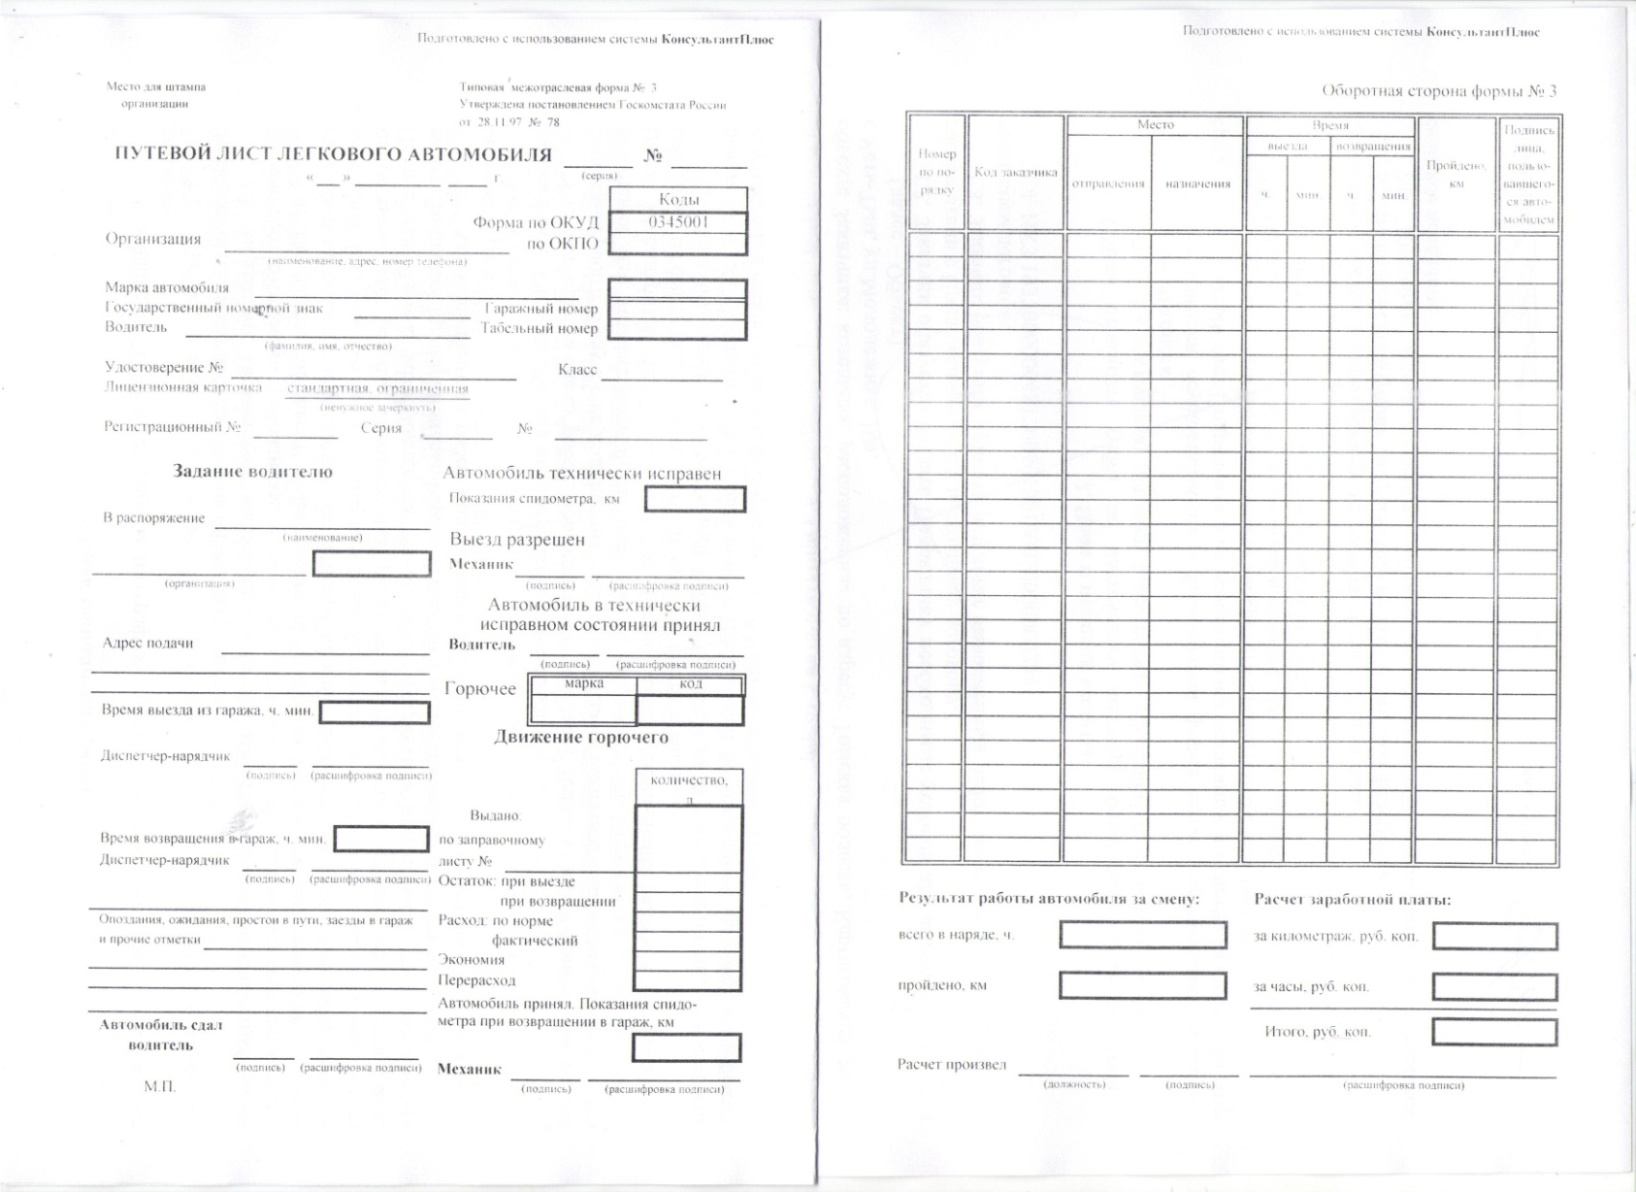 Подготовлено с использованием системы КонсультантПлюс
Место для штампа
организации
Типовая межотраслевая форма № 3
Утверждена постановлением Госкомстата России
от 28.11.97 № 78
ПУТЕВОЙ ЛИСТ ЛЕГКОВОГО АВТОМОБИЛЯ №
(серия)
« » г
Коды
Форма по ОКУД 0345001
Организация по ОКПО
(наименование, адрес, номер телефона)
Марка автомобиля
Государственный номерной знак Гаражный номер
Водитель Табельный номер
(фамилия, имя, отчество)
Удостоверение № Класс
Лицензионная карточка стандартная, ограниченная
(ненужное зачеркнуть)
Регистрационный № Серия №
Задание водителю
В распоряжение
(наименование)
(организация)
Адрес подачи
Время выезда из гаража, ч. мин.
Диспетчер-нарядчик
(подпись) (расшифровка подписи)
Время возвращения в гараж, ч. мин.
Диспетчер-нарядчик
(подпись) (расшифровка подписи)
Опоздания, ожидания, простои в пути, заезды в гараж
и прочие отметки
Автомобиль сдал
водитель
(подпись) (расшифровка подписи)
М.П.
Автомобиль технически исправен
Показания спидометра, км
Выезд разрешен
Механик
(подпись) (расшифровка подписи)
Автомобиль в технически
исправном состоянии принял
Водитель
(подпись) (расшифровка подписи)
Горючее марка код
Движение горючего
количество,
л
Выдано:
по заправочному
листу №
Остаток: при выезде
при возвращении
Расход: по норме
фактический
Экономия
Перерасход
Автомобиль принял. Показания спидо-
метра при возвращении в гараж, км
Механик
(подпись) (расшифровка подписи)
Подготовлено с использованием системы КонсультантПлюс
Оборотная сторона формы № 3
Номер
по по-
рядку
Код заказчика
Место
отправления
назначения
Время
выезда
возвращения
ч.
мин.
ч.
мин.
Пройдено,
км
Подпись
лица,
пользо-
вавшего-
ся авто-
мобилем
Результат работы автомобиля за смену:
всего в наряде, ч.
пройдено, км
Расчет заработной платы:
за километраж, руб. коп.
за часы, руб. коп.
Итого, руб. коп.
Расчет произвел
(должность) (подпись) (расшифровка подписи)